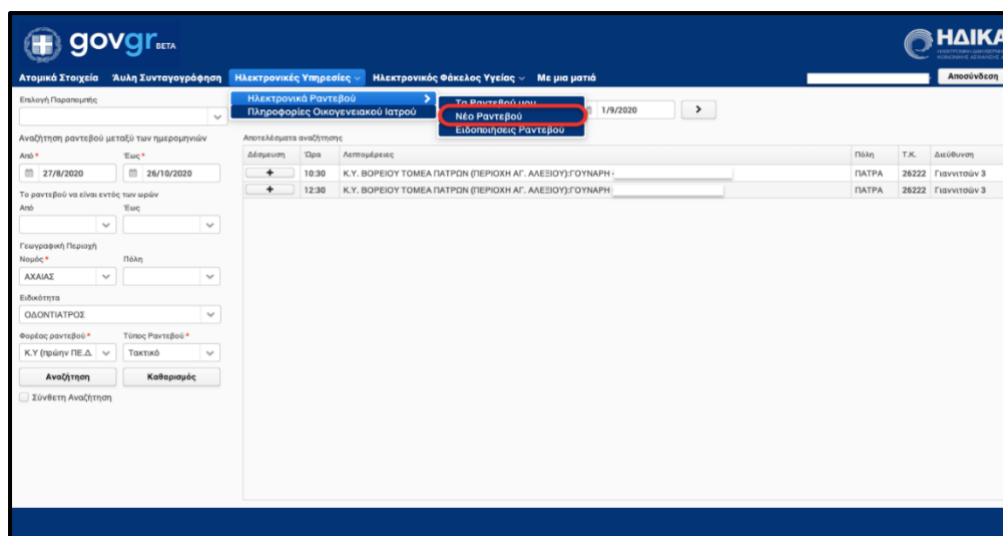 govgr BETA
ΗΔΙΚΑ
Ατομικά Στοιχεία Άυλη Συνταγογράφηση Ηλεκτρονικές Υπηρεσίες Ηλεκτρονικός Φάκελος Υγείας Με μια ματιά Αποσύνδεση
Επιλογή Παραπομπής
Ηλεκτρονικά Ραντεβού
Τα Ραντεβού μου
Πληροφορίες Οικογενειακού Ιατρού
Νέο Ραντεβού
1/9/2020
Ειδοποιήσεις Ραντεβού
Αναζήτηση ραντεβού μεταξύ των ημερομηνιών
Αποτελέσματα αναζήτησης
Από * Έως *
Δέσμευση Ώρα Λεπτομέρειες Πόλη Τ.Κ. Διεύθυνση
27/8/2020 26/10/2020
10:30 Κ.Υ. ΒΟΡΕΙΟΥ ΤΟΜΕΑ ΠΑΤΡΩΝ (ΠΕΡΙΟΧΗ ΑΓ. ΑΛΕΞΙΟΥ):ΓΟΥΝΑΡΗ ΠΑΤΡΑ 26222 Γιαννιτσών 3
12:30 Κ.Υ. ΒΟΡΕΙΟΥ ΤΟΜΕΑ ΠΑΤΡΩΝ (ΠΕΡΙΟΧΗ ΑΓ. ΑΛΕΞΙΟΥ):ΓΟΥΝΑΡΗ ΠΑΤΡΑ 26222 Γιαννιτσών 3
Το ραντεβού να είναι εντός των ωρών
Από Έως
Γεωγραφική Περιοχή
Νομός * Πόλη
ΑΧΑΙΑΣ
Ειδικότητα
ΟΔΟΝΤΙΑΤΡΟΣ
Φορέας ραντεβού * Τύπος Ραντεβού *
Κ.Υ (πρώην ΠΕ.Δ. Τακτικό
Αναζήτηση Καθαρισμός
Σύνθετη Αναζήτηση